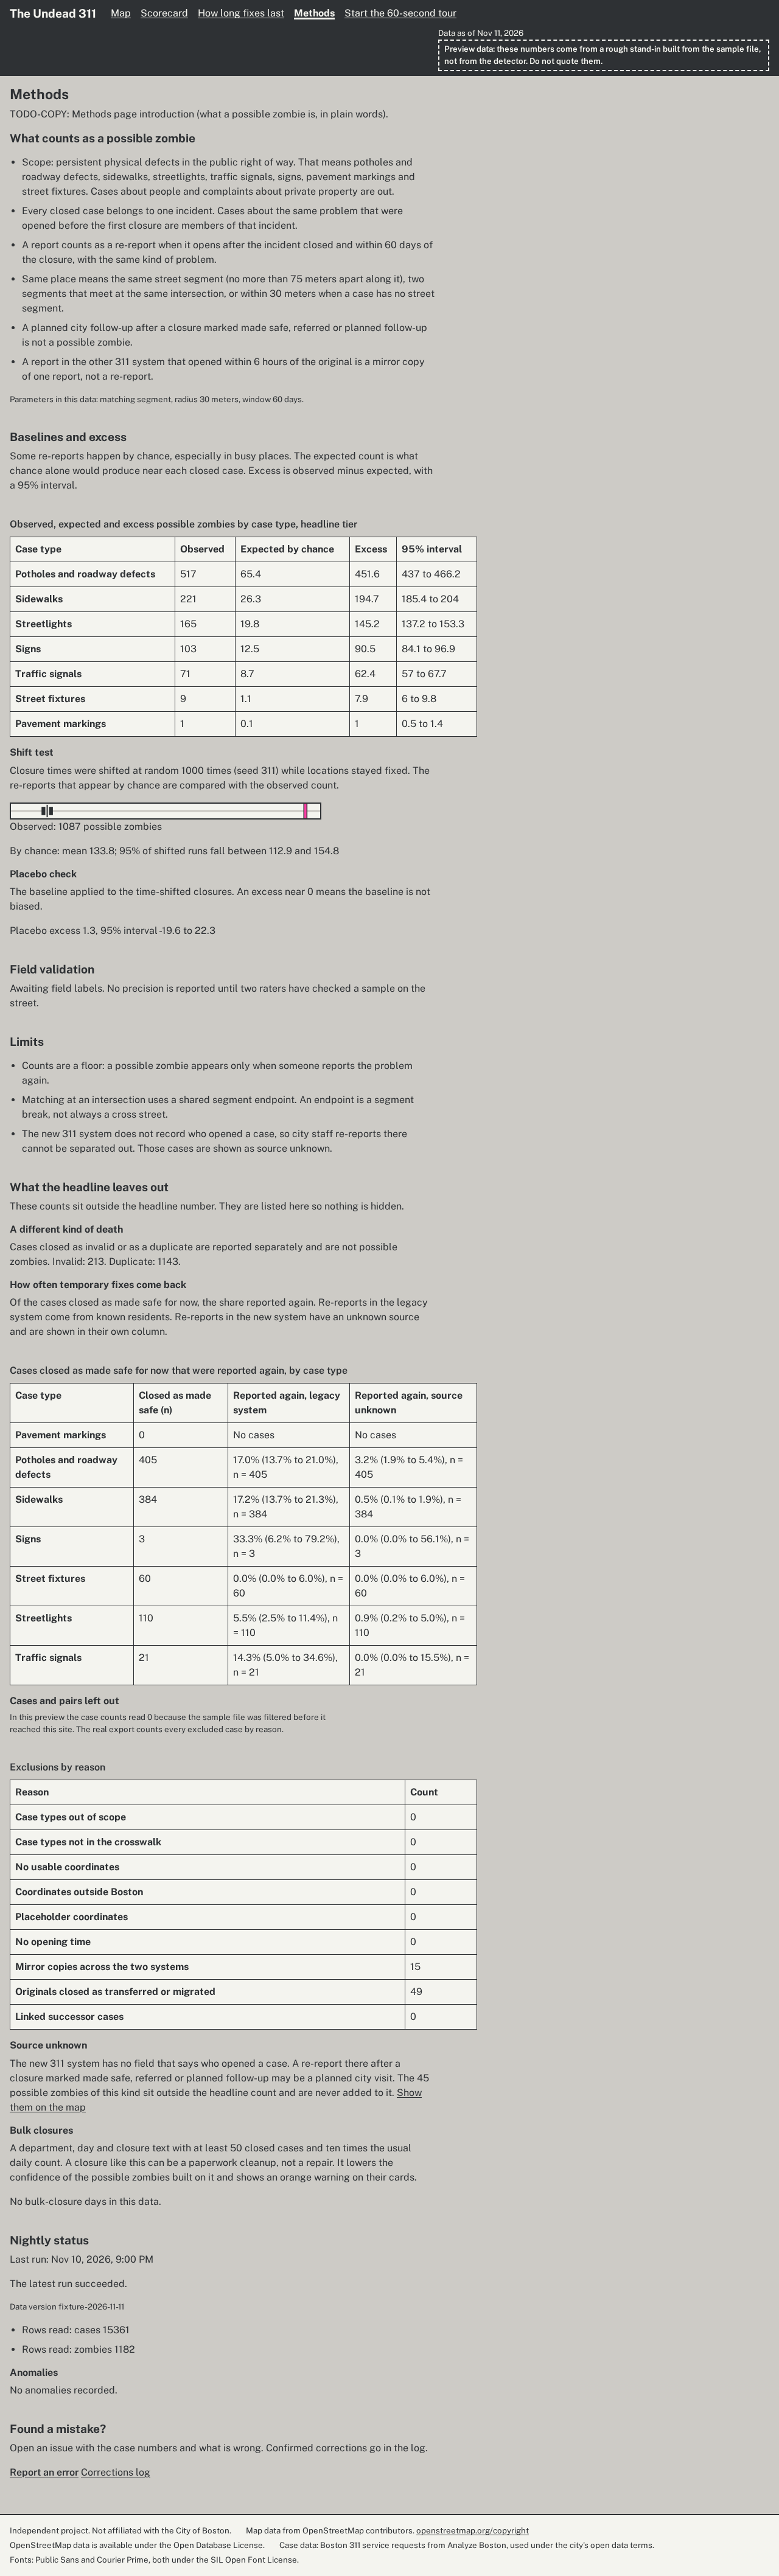 The Undead 311 Map Scorecard How long fixes last Methods Start the 60-second tour
Data as of Nov 11, 2026
Preview data: these numbers come from a rough stand-in built from the sample file,
not from the detector. Do not quote them.
Methods
TODO-COPY: Methods page introduction (what a possible zombie is, in plain words).
What counts as a possible zombie
• Scope: persistent physical defects in the public right of way. That means potholes and
roadway defects, sidewalks, streetlights, traffic signals, signs, pavement markings and
street fixtures. Cases about people and complaints about private property are out.
• Every closed case belongs to one incident. Cases about the same problem that were
opened before the first closure are members of that incident.
• A report counts as a re-report when it opens after the incident closed and within 60 days of
the closure, with the same kind of problem.
• Same place means the same street segment (no more than 75 meters apart along it), two
segments that meet at the same intersection, or within 30 meters when a case has no street
segment.
• A planned city follow-up after a closure marked made safe, referred or planned follow-up
is not a possible zombie.
• A report in the other 311 system that opened within 6 hours of the original is a mirror copy
of one report, not a re-report.
Parameters in this data: matching segment, radius 30 meters, window 60 days.
Baselines and excess
Some re-reports happen by chance, especially in busy places. The expected count is what
chance alone would produce near each closed case. Excess is observed minus expected, with
a 95% interval.
Observed, expected and excess possible zombies by case type, headline tier
Case type Observed Expected by chance Excess 95% interval
Potholes and roadway defects 517 65.4 451.6 437 to 466.2
Sidewalks 221 26.3 194.7 185.4 to 204
Streetlights 165 19.8 145.2 137.2 to 153.3
Signs 103 12.5 90.5 84.1 to 96.9
Traffic signals 71 8.7 62.4 57 to 67.7
Street fixtures 9 1.1 7.9 6 to 9.8
Pavement markings 1 0.1 1 0.5 to 1.4
Shift test
Closure times were shifted at random 1000 times (seed 311) while locations stayed fixed. The
re-reports that appear by chance are compared with the observed count.
Observed: 1087 possible zombies
By chance: mean 133.8; 95% of shifted runs fall between 112.9 and 154.8
Placebo check
The baseline applied to the time-shifted closures. An excess near 0 means the baseline is not
biased.
Placebo excess 1.3, 95% interval -19.6 to 22.3
Field validation
Awaiting field labels. No precision is reported until two raters have checked a sample on the
street.
Limits
• Counts are a floor: a possible zombie appears only when someone reports the problem
again.
• Matching at an intersection uses a shared segment endpoint. An endpoint is a segment
break, not always a cross street.
• The new 311 system does not record who opened a case, so city staff re-reports there
cannot be separated out. Those cases are shown as source unknown.
What the headline leaves out
These counts sit outside the headline number. They are listed here so nothing is hidden.
A different kind of death
Cases closed as invalid or as a duplicate are reported separately and are not possible
zombies. Invalid: 213. Duplicate: 1143.
How often temporary fixes come back
Of the cases closed as made safe for now, the share reported again. Re-reports in the legacy
system come from known residents. Re-reports in the new system have an unknown source
and are shown in their own column.
Cases closed as made safe for now that were reported again, by case type
Case type Closed as made Reported again, legacy Reported again, source
safe (n) system unknown
Pavement markings 0 No cases No cases
Potholes and roadway 405 17.0% (13.7% to 21.0%), 3.2% (1.9% to 5.4%), n =
defects n = 405 405
Sidewalks 384 17.2% (13.7% to 21.3%), 0.5% (0.1% to 1.9%), n =
n = 384 384
Signs 3 33.3% (6.2% to 79.2%), 0.0% (0.0% to 56.1%), n =
n = 3 3
Street fixtures 60 0.0% (0.0% to 6.0%), n = 0.0% (0.0% to 6.0%), n =
60 60
Streetlights 110 5.5% (2.5% to 11.4%), n 0.9% (0.2% to 5.0%), n =
= 110 110
Traffic signals 21 14.3% (5.0% to 34.6%), 0.0% (0.0% to 15.5%), n =
n = 21 21
Cases and pairs left out
In this preview the case counts read 0 because the sample file was filtered before it
reached this site. The real export counts every excluded case by reason.
Exclusions by reason
Reason Count
Case types out of scope 0
Case types not in the crosswalk 0
No usable coordinates 0
Coordinates outside Boston 0
Placeholder coordinates 0
No opening time 0
Mirror copies across the two systems 15
Originals closed as transferred or migrated 49
Linked successor cases 0
Source unknown
The new 311 system has no field that says who opened a case. A re-report there after a
closure marked made safe, referred or planned follow-up may be a planned city visit. The 45
possible zombies of this kind sit outside the headline count and are never added to it. Show
them on the map
Bulk closures
A department, day and closure text with at least 50 closed cases and ten times the usual
daily count. A closure like this can be a paperwork cleanup, not a repair. It lowers the
confidence of the possible zombies built on it and shows an orange warning on their cards.
No bulk-closure days in this data.
Nightly status
Last run: Nov 10, 2026, 9:00 PM
The latest run succeeded.
Data version fixture-2026-11-11
• Rows read: cases 15361
• Rows read: zombies 1182
Anomalies
No anomalies recorded.
Found a mistake?
Open an issue with the case numbers and what is wrong. Confirmed corrections go in the log.
Report an error Corrections log
Independent project. Not affiliated with the City of Boston. Map data from OpenStreetMap contributors. openstreetmap.org/copyright
OpenStreetMap data is available under the Open Database License. Case data: Boston 311 service requests from Analyze Boston, used under the city's open data terms.
Fonts: Public Sans and Courier Prime, both under the SIL Open Font License.